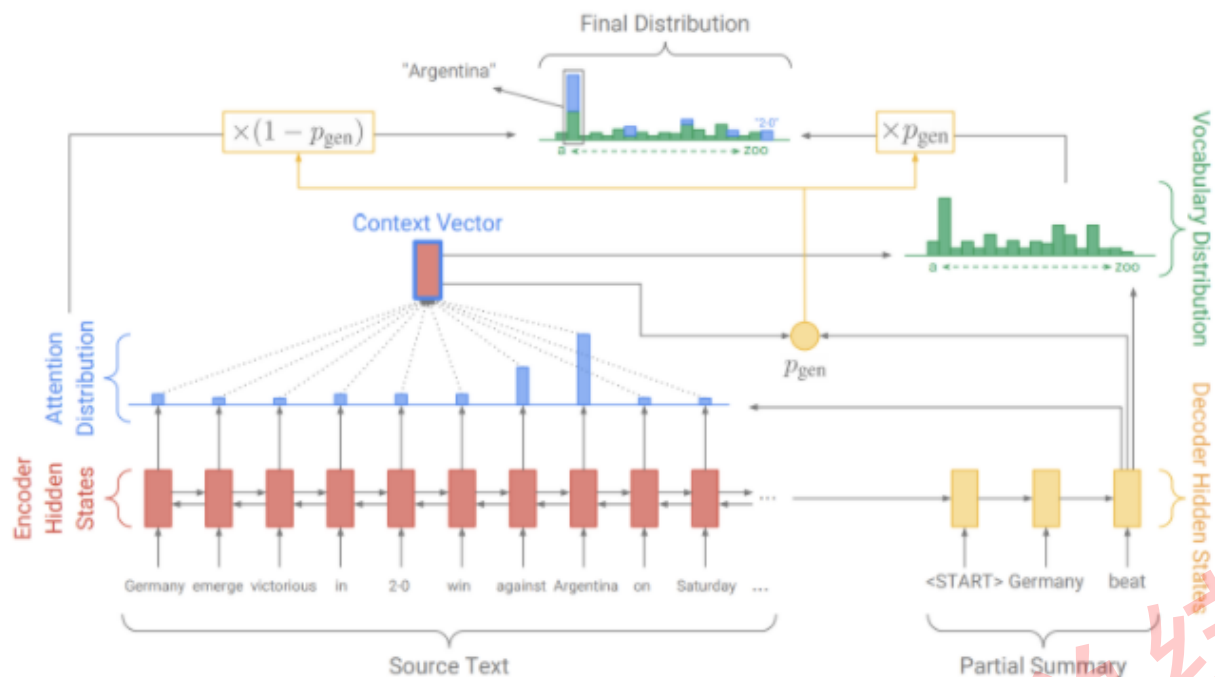 Final Distribution
"Argentina"
×(1 − p_gen)
"2-0"
×p_gen
a
zoo
Context Vector
Vocabulary Distribution
a
zoo
Attention
Distribution
p_gen
Encoder
Hidden
States
Decoder Hidden States
...
Germany emerge victorious in 2-0 win against Argentina on Saturday ...
<START> Germany beat
Source Text
Partial Summary